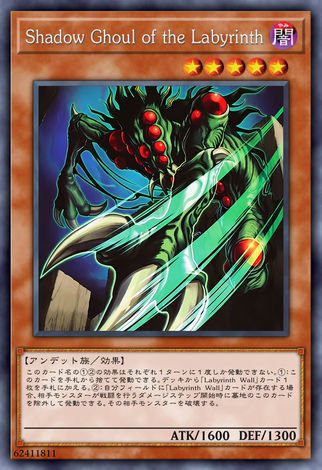 Shadow Ghoul of the Labyrinth
闇
【アンデット族/効果】
このカード名の①②の効果はそれぞれ1ターンに1度しか発動できない。①:こ
のカードを手札から捨てて発動できる。デッキから「Labyrinth Wall」カード1
枚を手札に加える。②:自分フィールドに「Labyrinth Wall」カードが存在する場
合、相手モンスターが戦闘を行うダメージステップ開始時に墓地のこのカード
を除外して発動できる。その相手モンスターを破壊する。
ATK/1600 DEF/1300
62411811